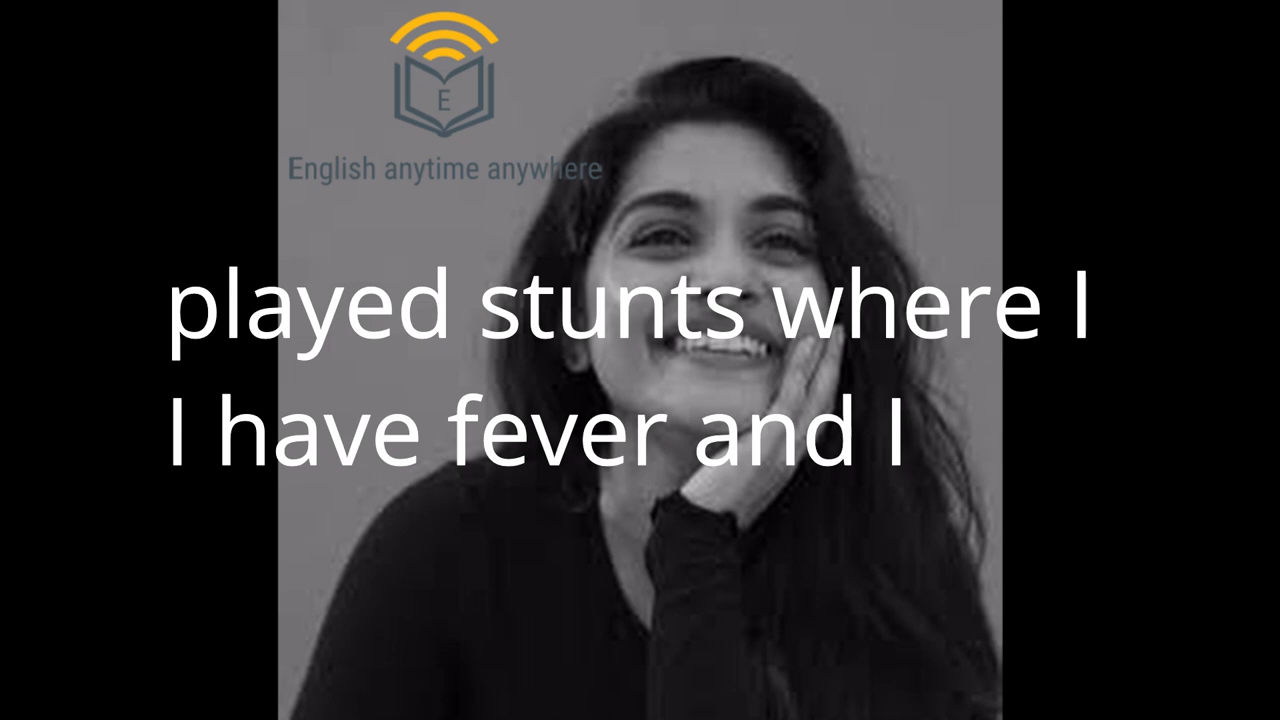 E
English anytime anywhere
played stunts where I
I have fever and I